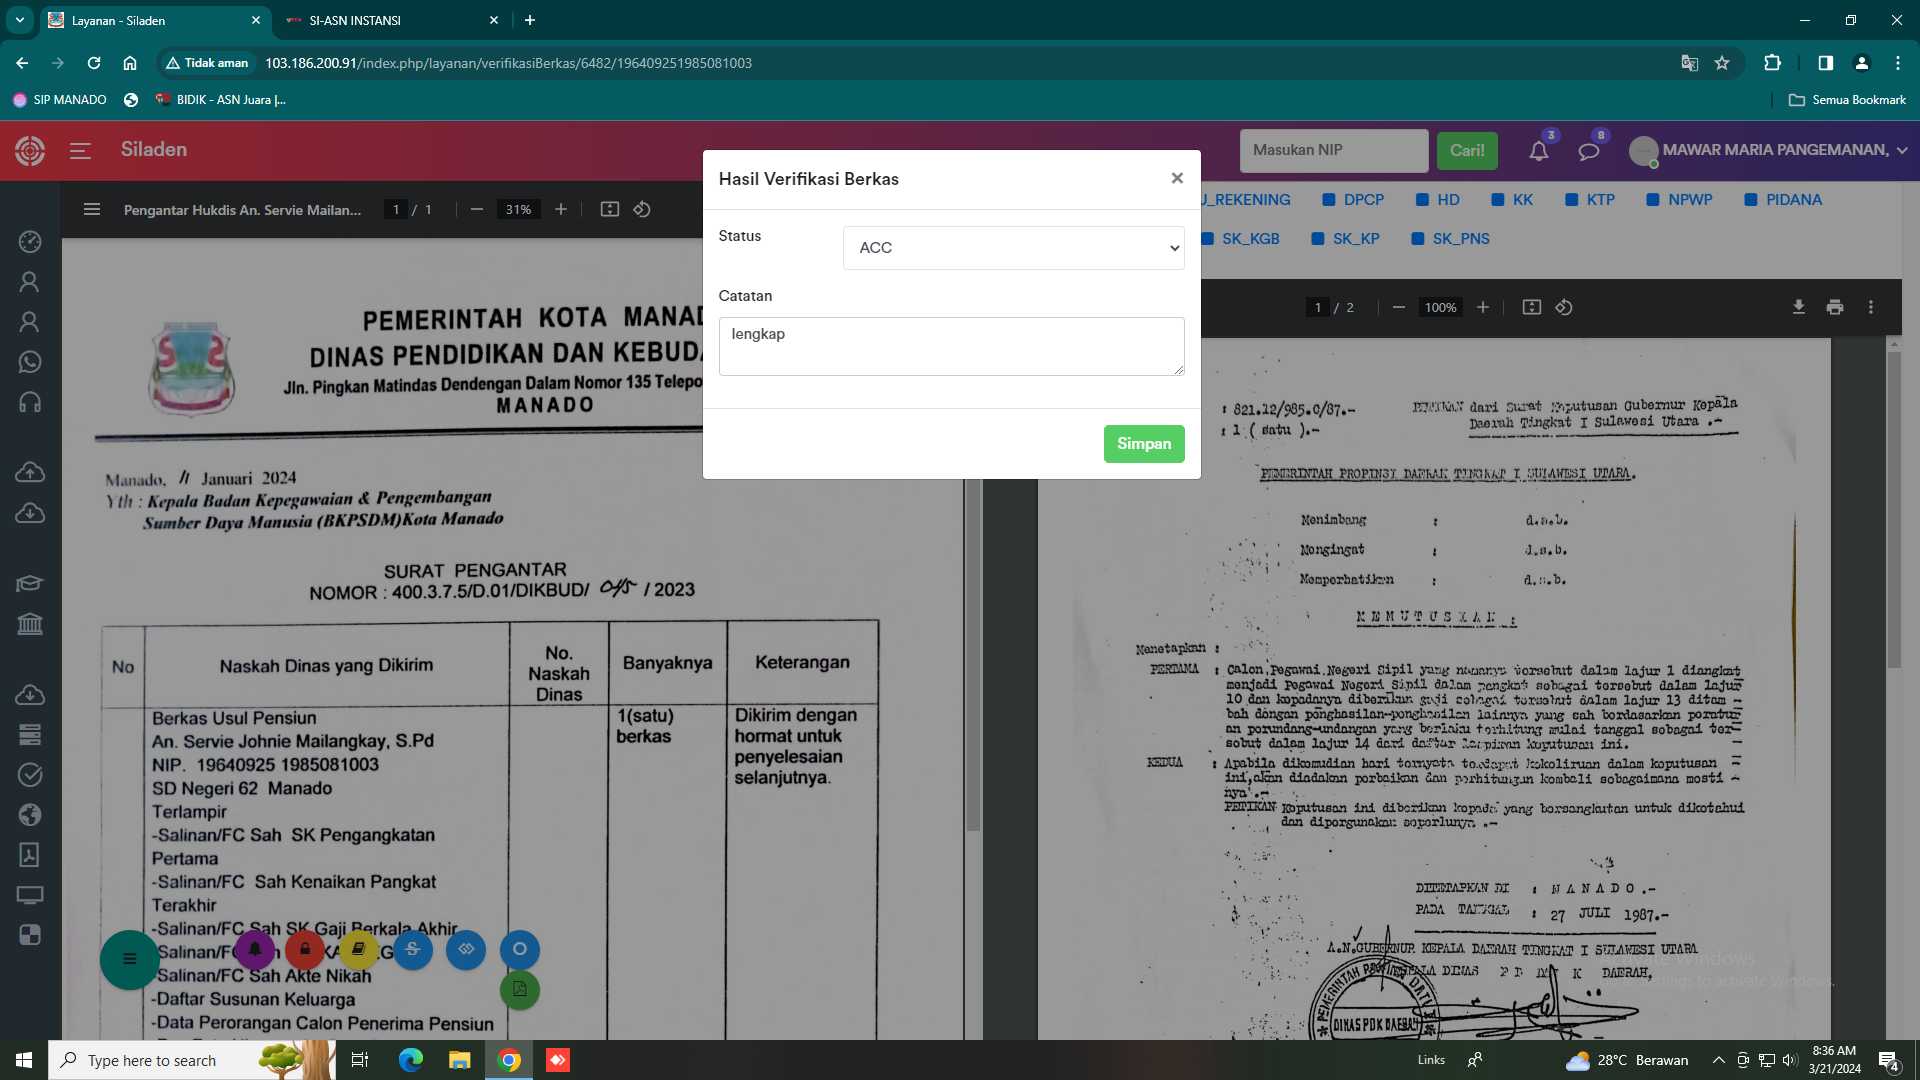 Layanan - Siladen
SI-ASN INSTANSI
Tidak aman
103.186.200.91/index.php/layanan/verifikasiBerkas/6482/196409251985081003
SIP MANADO
BIDIK - ASN Juara |...
Semua Bookmark
Siladen
Masukan NIP
Cari!
3
8
MAWAR MARIA PANGEMANAN,
Pengantar Hukdis An. Servie Mailan...
1 / 1
31%
Hasil Verifikasi Berkas
Status
ACC
Catatan
lengkap
Simpan
U_REKENING
DPCP
HD
KK
KTP
NPWP
PIDANA
SK_KGB
SK_KP
SK_PNS
1 / 2
100%
PEMERINTAH KOTA MANAD
DINAS PENDIDIKAN DAN KEBUD
Jln. Pingkan Matindas Dendengan Dalam Nomor 135 Telepo
MANADO
Manado, 11 Januari 2024
Yth : Kepala Badan Kepegawaian & Pengembangan
Sumber Daya Manusia (BKPSDM)Kota Manado
SURAT PENGANTAR
NOMOR : 400.3.7.5/D.01/DIKBUD/ 045 / 2023
No
Naskah Dinas yang Dikirim
No. Naskah Dinas
Banyaknya
Keterangan
Berkas Usul Pensiun
An. Servie Johnie Mailangkay, S.Pd
NIP. 19640925 1985081003
SD Negeri 62 Manado
Terlampir
-Salinan/FC Sah SK Pengangkatan
Pertama
-Salinan/FC Sah Kenaikan Pangkat
Terakhir
-Salinan/FC Sah SK Gaji Berkala Akhir
-Salinan/FC
-Salinan/FC Sah Akte Nikah
-Daftar Susunan Keluarga
-Data Perorangan Calon Penerima Pensiun
1(satu)
berkas
Dikirim dengan
hormat untuk
penyelesaian
selanjutnya.
: 821.12/985.C/87.-
: 1 ( satu ).-
PETIKAN dari Surat Keputusan Gubernur Kepala
Daerah Tingkat I Sulawesi Utara .-
PEMERINTAH PROPINSI DAERAH TINGKAT I SULAWESI UTARA.
Menimbang : d.s.b.
Mengingat : d.s.b.
Memperhatikan : d.s.b.
M E M U T U S K A N :
Menetapkan :
PERTAMA : Calon Pegawai Negeri Sipil yang namanya tersebut dalam lajur 1 diangkat
menjadi Pegawai Negeri Sipil dalam pangkat sebagai tersebut dalam lajur
10 dan kepadanya diberikan gaji sebagai tersebut dalam lajur 13 ditam -
bah dengan penghasilan-penghasilan lainnya yang sah berdasarkan peratur
an perundang-undangan yang berlaku terhitung mulai tanggal sebagai ter
sebut dalam lajur 14 dari daftar lampiran keputusan ini.
KEDUA : Apabila dikemudian hari ternyata terdapat kekeliruan dalam keputusan
ini,akan diadakan perbaikan dan perhitungan kembali sebagaimana mesti -
nya .-
PETIKAN Keputusan ini diberikan kepada yang bersangkutan untuk diketahui
dan dipergunakan seperlunya .-
DITETAPKAN DI : M A N A D O .-
PADA TANGGAL : 27 JULI 1987.-
A.N.GUBERNUR KEPALA DAERAH TINGKAT I SULAWESI UTARA
KEPALA DINAS P DAN K DAERAH,
DINAS PDK DAERAH
Activate Windows
Type here to search
Links
28°C Berawan
8:36 AM
3/21/2024
4